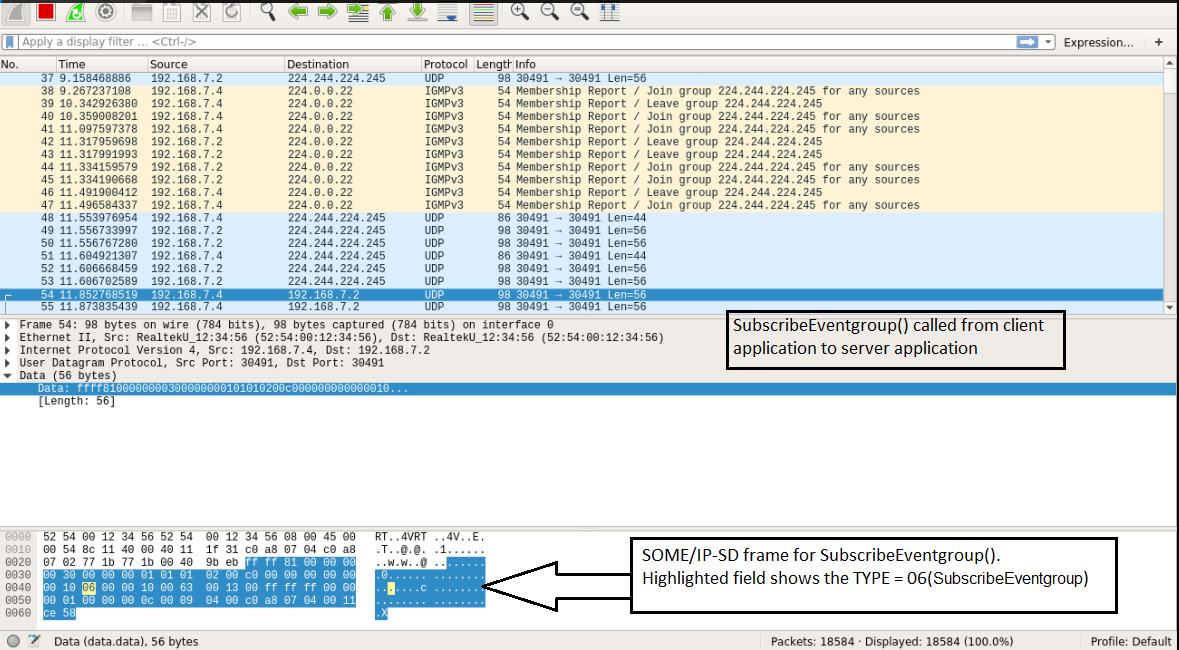 Apply a display filter ... <Ctrl-/>
Expression...
+
No. Time Source Destination Protocol Length Info
37 9.158468886 192.168.7.2 224.244.224.245 UDP 98 30491 → 30491 Len=56
38 9.267237108 192.168.7.4 224.0.0.22 IGMPv3 54 Membership Report / Join group 224.244.224.245 for any sources
39 10.342926380 192.168.7.4 224.0.0.22 IGMPv3 54 Membership Report / Leave group 224.244.224.245
40 10.359008201 192.168.7.4 224.0.0.22 IGMPv3 54 Membership Report / Join group 224.244.224.245 for any sources
41 11.097597378 192.168.7.4 224.0.0.22 IGMPv3 54 Membership Report / Join group 224.244.224.245 for any sources
42 11.317959698 192.168.7.2 224.0.0.22 IGMPv3 54 Membership Report / Leave group 224.244.224.245
43 11.317991993 192.168.7.2 224.0.0.22 IGMPv3 54 Membership Report / Leave group 224.244.224.245
44 11.334159579 192.168.7.2 224.0.0.22 IGMPv3 54 Membership Report / Join group 224.244.224.245 for any sources
45 11.334190668 192.168.7.2 224.0.0.22 IGMPv3 54 Membership Report / Join group 224.244.224.245 for any sources
46 11.491900412 192.168.7.4 224.0.0.22 IGMPv3 54 Membership Report / Leave group 224.244.224.245
47 11.496584337 192.168.7.4 224.0.0.22 IGMPv3 54 Membership Report / Join group 224.244.224.245 for any sources
48 11.553976954 192.168.7.4 224.244.224.245 UDP 86 30491 → 30491 Len=44
49 11.556733997 192.168.7.2 224.244.224.245 UDP 98 30491 → 30491 Len=56
50 11.556767280 192.168.7.2 224.244.224.245 UDP 98 30491 → 30491 Len=56
51 11.604921307 192.168.7.4 224.244.224.245 UDP 86 30491 → 30491 Len=44
52 11.606668459 192.168.7.2 224.244.224.245 UDP 98 30491 → 30491 Len=56
53 11.606702589 192.168.7.2 224.244.224.245 UDP 98 30491 → 30491 Len=56
54 11.852768519 192.168.7.4 192.168.7.2 UDP 98 30491 → 30491 Len=56
55 11.873835439 192.168.7.4 192.168.7.2 UDP 98 30491 → 30491 Len=56
Frame 54: 98 bytes on wire (784 bits), 98 bytes captured (784 bits) on interface 0
Ethernet II, Src: RealtekU_12:34:56 (52:54:00:12:34:56), Dst: RealtekU_12:34:56 (52:54:00:12:34:56)
Internet Protocol Version 4, Src: 192.168.7.4, Dst: 192.168.7.2
User Datagram Protocol, Src Port: 30491, Dst Port: 30491
Data (56 bytes)
Data: ffff8100000000300000000101010200c000000000000010...
[Length: 56]
SubscribeEventgroup() called from client
application to server application
0000 52 54 00 12 34 56 52 54 00 12 34 56 08 00 45 00 RT..4VRT ..4V..E.
0010 00 54 8c 11 40 00 40 11 1f 31 c0 a8 07 04 c0 a8 .T..@.@. .1......
0020 07 02 77 1b 77 1b 00 40 9b eb ff ff 81 00 00 00 ..w.w..@ ........
0030 00 30 00 00 00 01 01 01 02 00 c0 00 00 00 00 00 .0...... ........
0040 00 10 06 00 00 10 00 63 00 13 00 ff ff ff 00 00 .......c ........
0050 00 01 00 00 00 0c 00 09 04 00 c0 a8 07 04 00 11 ........ ........
0060 ce 58 .X
SOME/IP-SD frame for SubscribeEventgroup().
Highlighted field shows the TYPE = 06(SubscribeEventgroup)
Data (data.data), 56 bytes
Packets: 18584 · Displayed: 18584 (100.0%)
Profile: Default